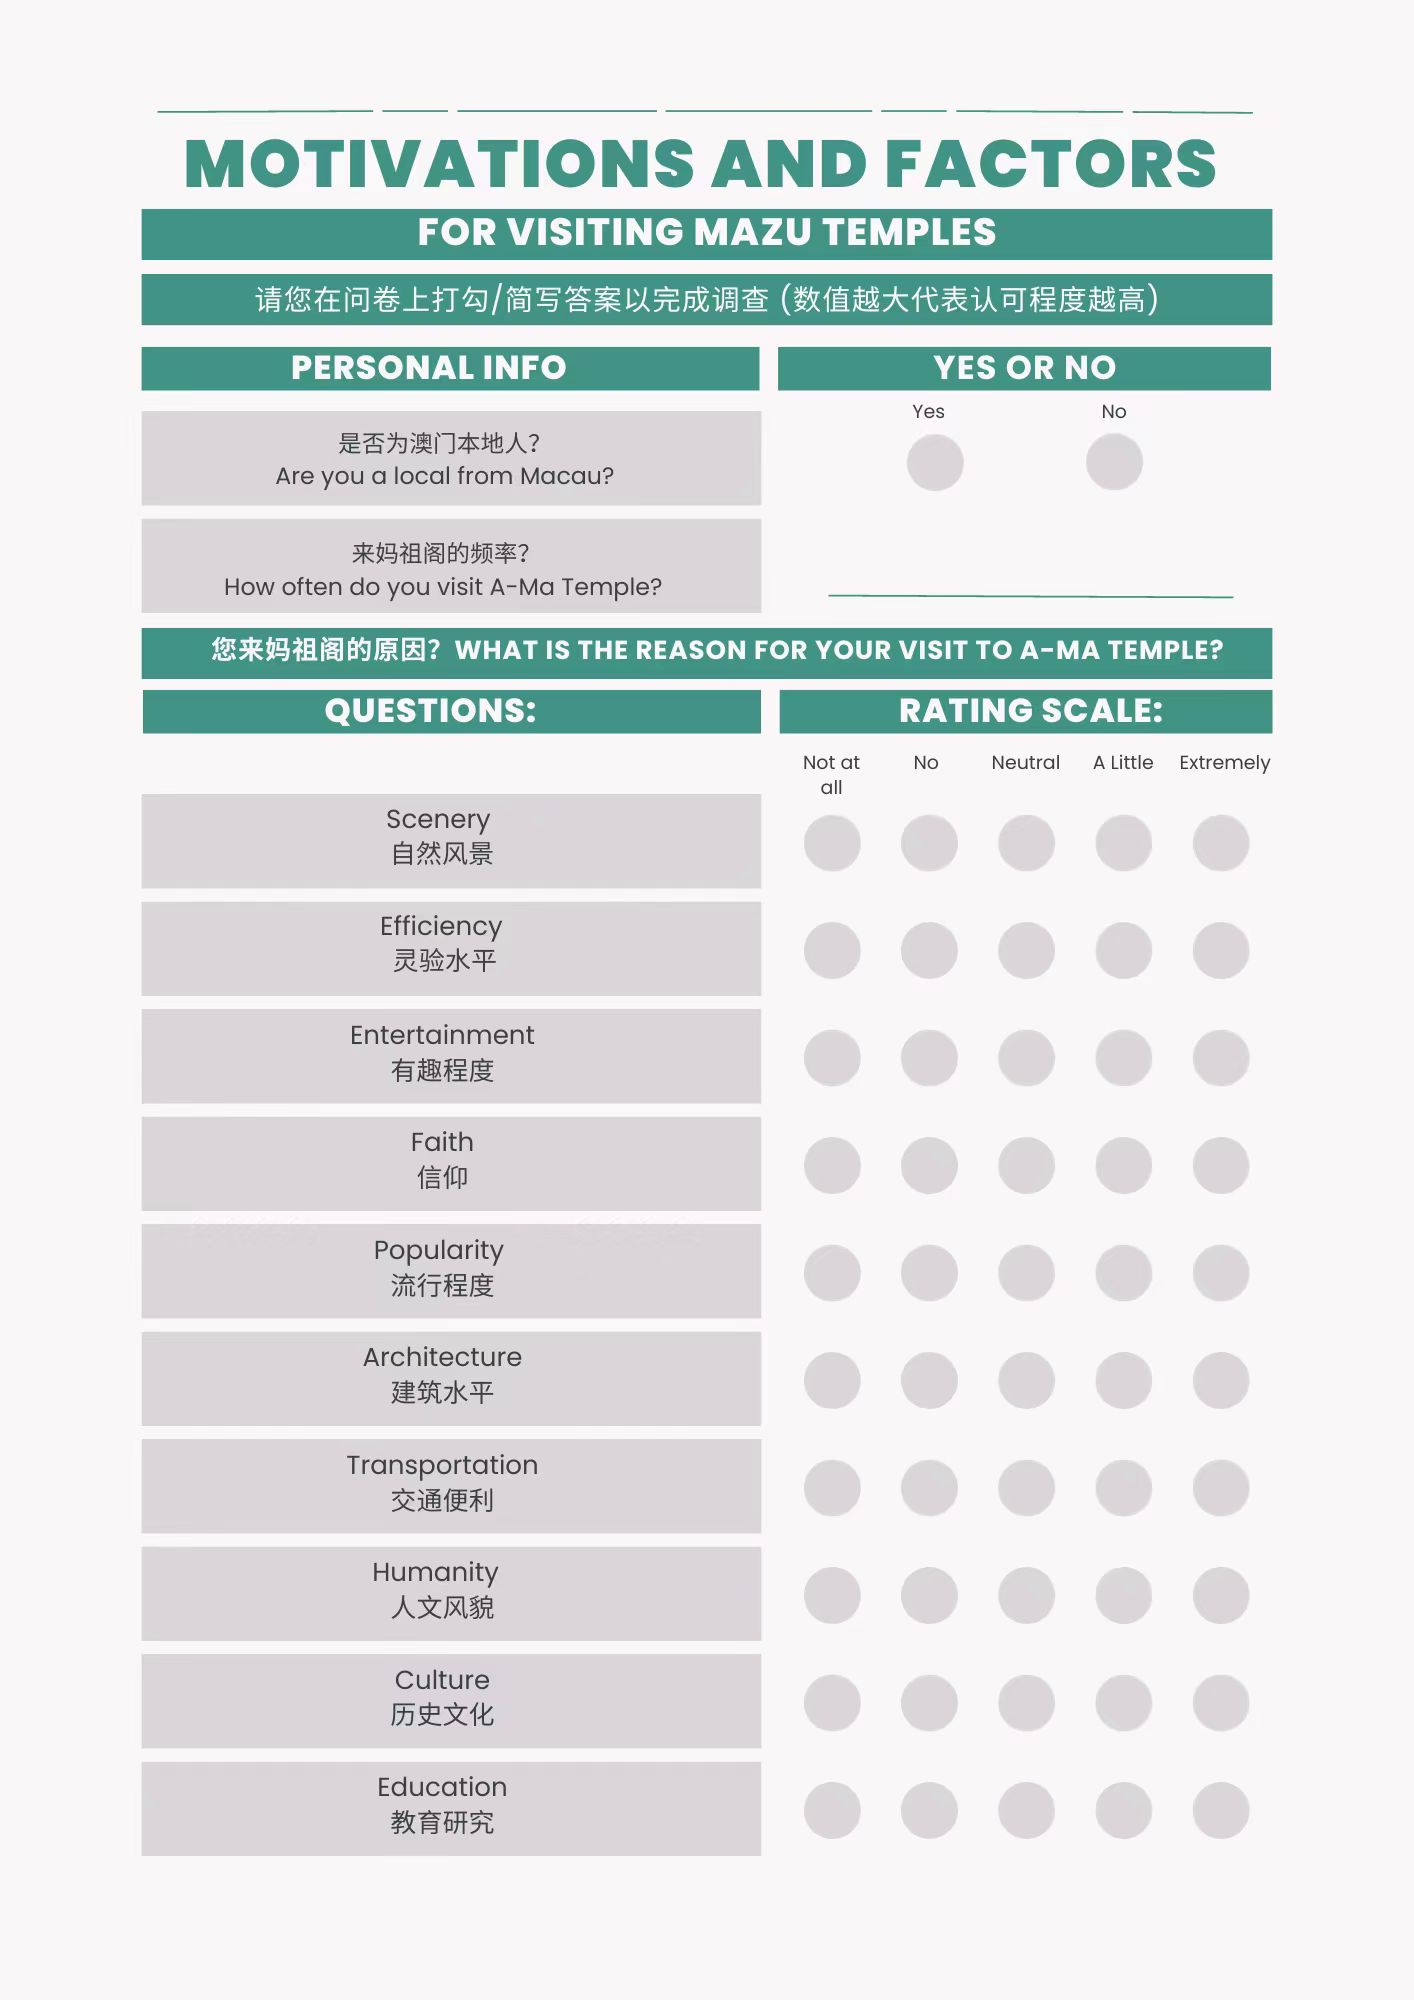 MOTIVATIONS AND FACTORS
FOR VISITING MAZU TEMPLES
请您在问卷上打勾/简写答案以完成调查 (数值越大代表认可程度越高)
PERSONAL INFO
YES OR NO
是否为澳门本地人？
Are you a local from Macau?
Yes
No
来妈祖阁的频率？
How often do you visit A-Ma Temple?
您来妈祖阁的原因？WHAT IS THE REASON FOR YOUR VISIT TO A-MA TEMPLE?
QUESTIONS:
RATING SCALE:
Not at
all
No
Neutral
A Little
Extremely
Scenery
自然风景
Efficiency
灵验水平
Entertainment
有趣程度
Faith
信仰
Popularity
流行程度
Architecture
建筑水平
Transportation
交通便利
Humanity
人文风貌
Culture
历史文化
Education
教育研究